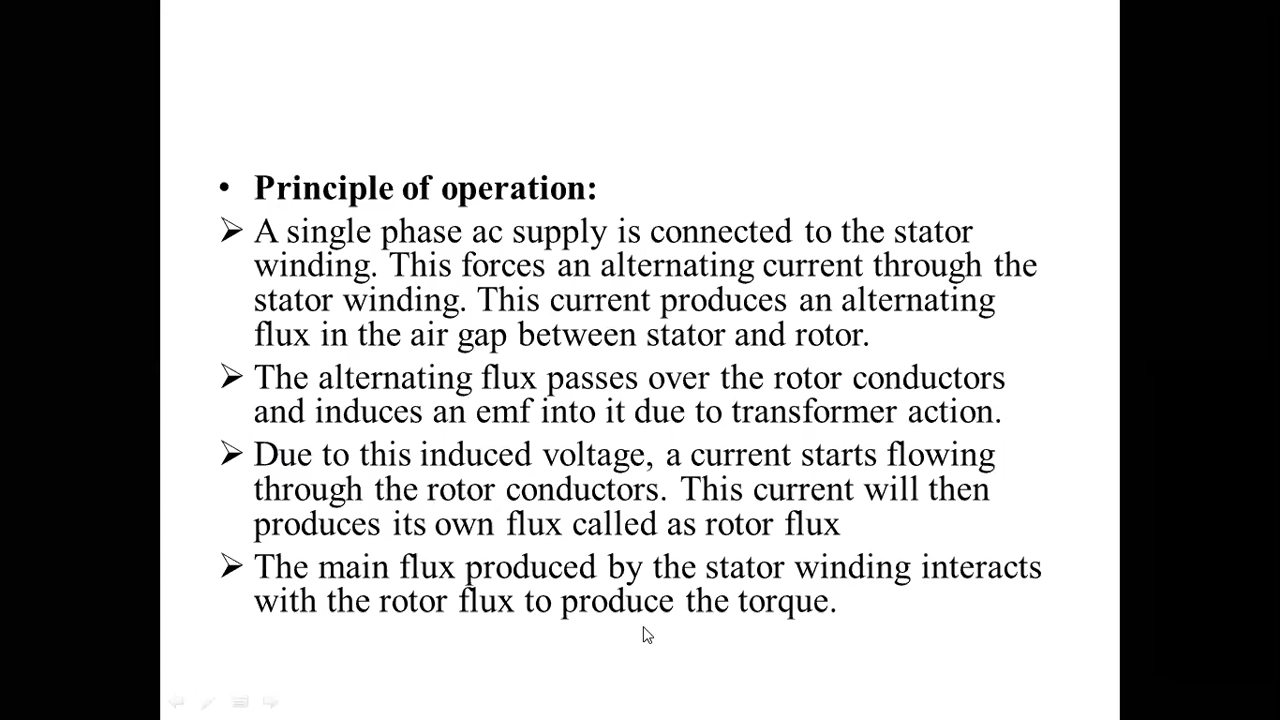 • Principle of operation:
➢ A single phase ac supply is connected to the stator
winding. This forces an alternating current through the
stator winding. This current produces an alternating
flux in the air gap between stator and rotor.
➢ The alternating flux passes over the rotor conductors
and induces an emf into it due to transformer action.
➢ Due to this induced voltage, a current starts flowing
through the rotor conductors. This current will then
produces its own flux called as rotor flux
➢ The main flux produced by the stator winding interacts
with the rotor flux to produce the torque.